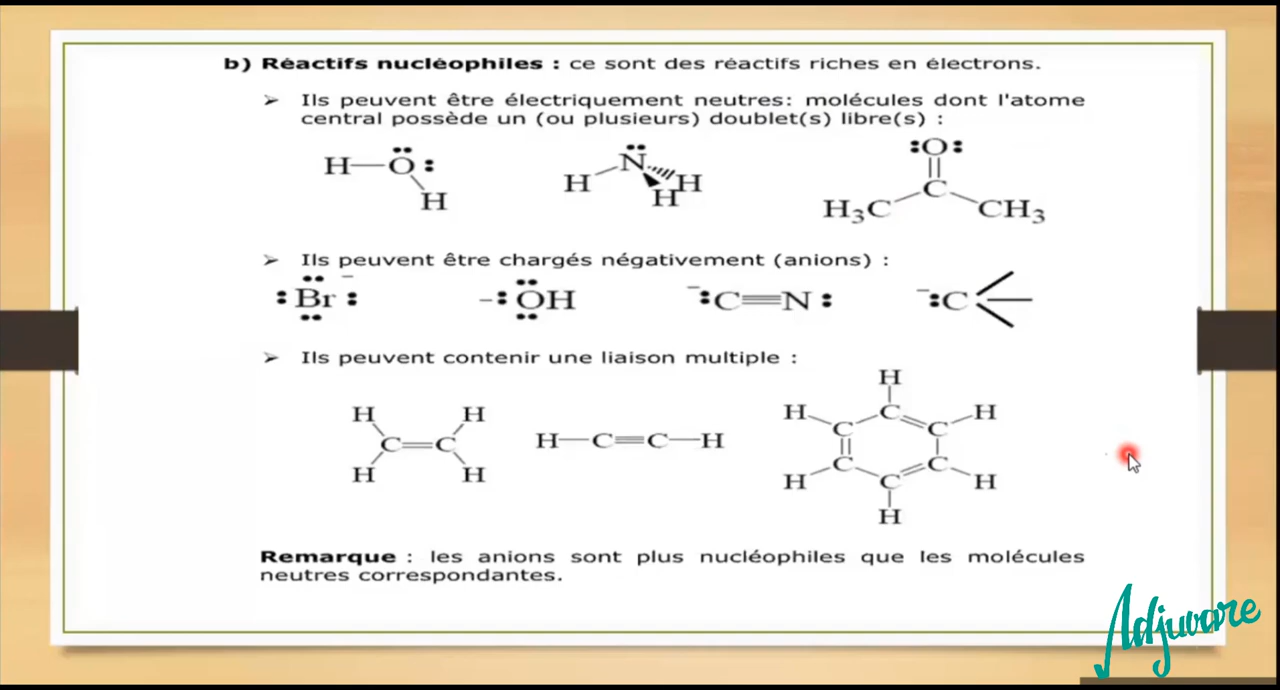 b) Réactifs nucléophiles : ce sont des réactifs riches en électrons.
➢ Ils peuvent être électriquement neutres: molécules dont l'atome
central possède un (ou plusieurs) doublet(s) libre(s) :
H—O: H
H N H H
:O: C H₃C CH₃
➢ Ils peuvent être chargés négativement (anions) :
:Br:⁻ ⁻:OH ⁻:C≡N: ⁻:C
➢ Ils peuvent contenir une liaison multiple :
H H C=C H H
H—C≡C—H
H H C H C C H C C H C H
Remarque : les anions sont plus nucléophiles que les molécules
neutres correspondantes.
Adjuvare